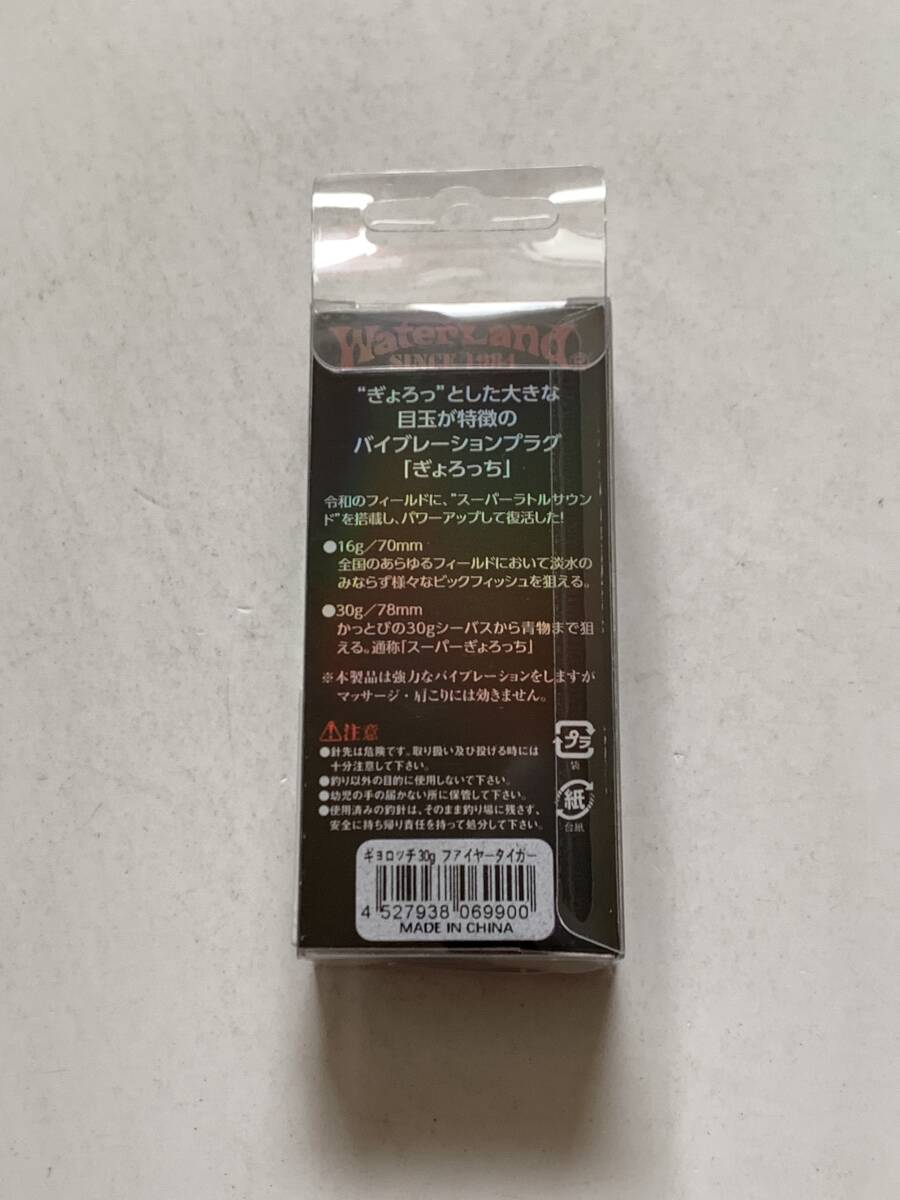 WaterLand
SINCE 1984
“ぎょろっ”とした大きな
目玉が特徴の
バイブレーションプラグ
「ぎょろっち」
令和のフィールドに、“スーパーラトルサウン
ド”を搭載し、パワーアップして復活した!
●16g/70mm
全国のあらゆるフィールドにおいて淡水の
みならず様々なビックフィッシュを狙える。
●30g/78mm
かっとびの30gシーバスから青物まで狙
える。通称「スーパーぎょろっち」
※本製品は強力なバイブレーションをしますが
マッサージ・肩こりには効きません。
注意
●針先は危険です。取り扱い及び投げる時には
十分注意して下さい。
●釣り以外の目的に使用しないで下さい。
●幼児の手の届かない所に保管して下さい。
●使用済みの釣針は、そのまま釣り場に残さず、
安全に持ち帰り責任を持って処分して下さい。
プラ
袋
紙
台紙
ギョロッチ30g ファイヤータイガー
4 527938 069900
MADE IN CHINA